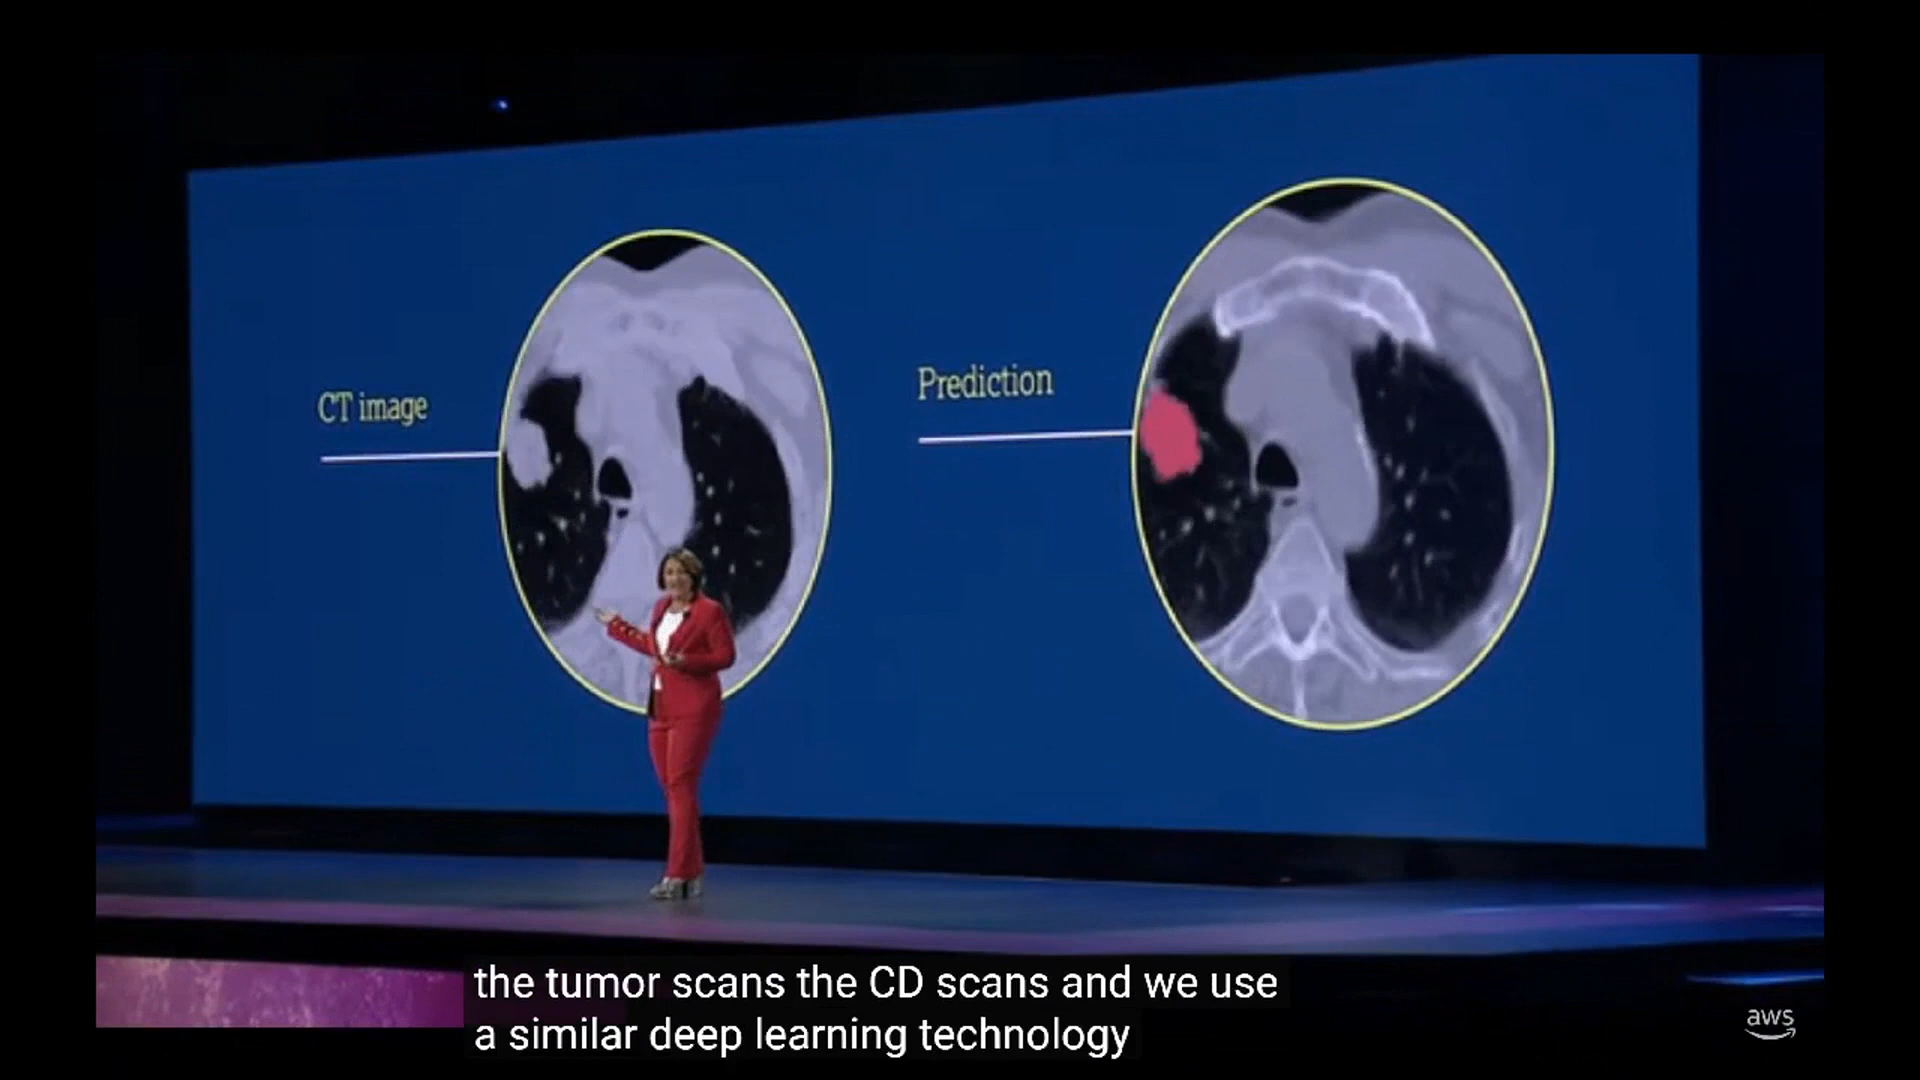 CT image
Prediction
the tumor scans the CD scans and we use
a similar deep learning technology
aws